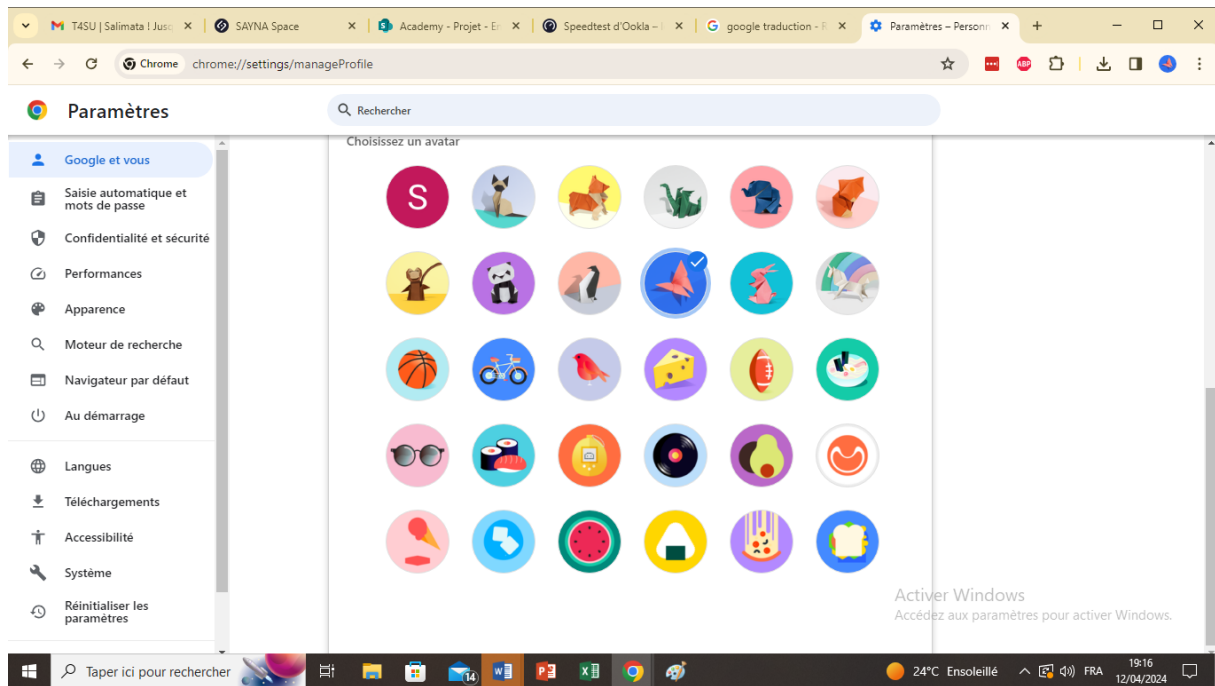 T4SU | Salimata ! Jusq
SAYNA Space
Academy - Projet - En
Speedtest d'Ookla –
google traduction - R
Paramètres – Personn
Chrome
chrome://settings/manageProfile
ABP
Paramètres
Rechercher
Choisissez un avatar
Google et vous
Saisie automatique et
mots de passe
Confidentialité et sécurité
Performances
Apparence
Moteur de recherche
Navigateur par défaut
Au démarrage
Langues
Téléchargements
Accessibilité
Système
Réinitialiser les
paramètres
S
Activer Windows
Accédez aux paramètres pour activer Windows.
Taper ici pour rechercher
14
24°C Ensoleillé
FRA
19:16
12/04/2024